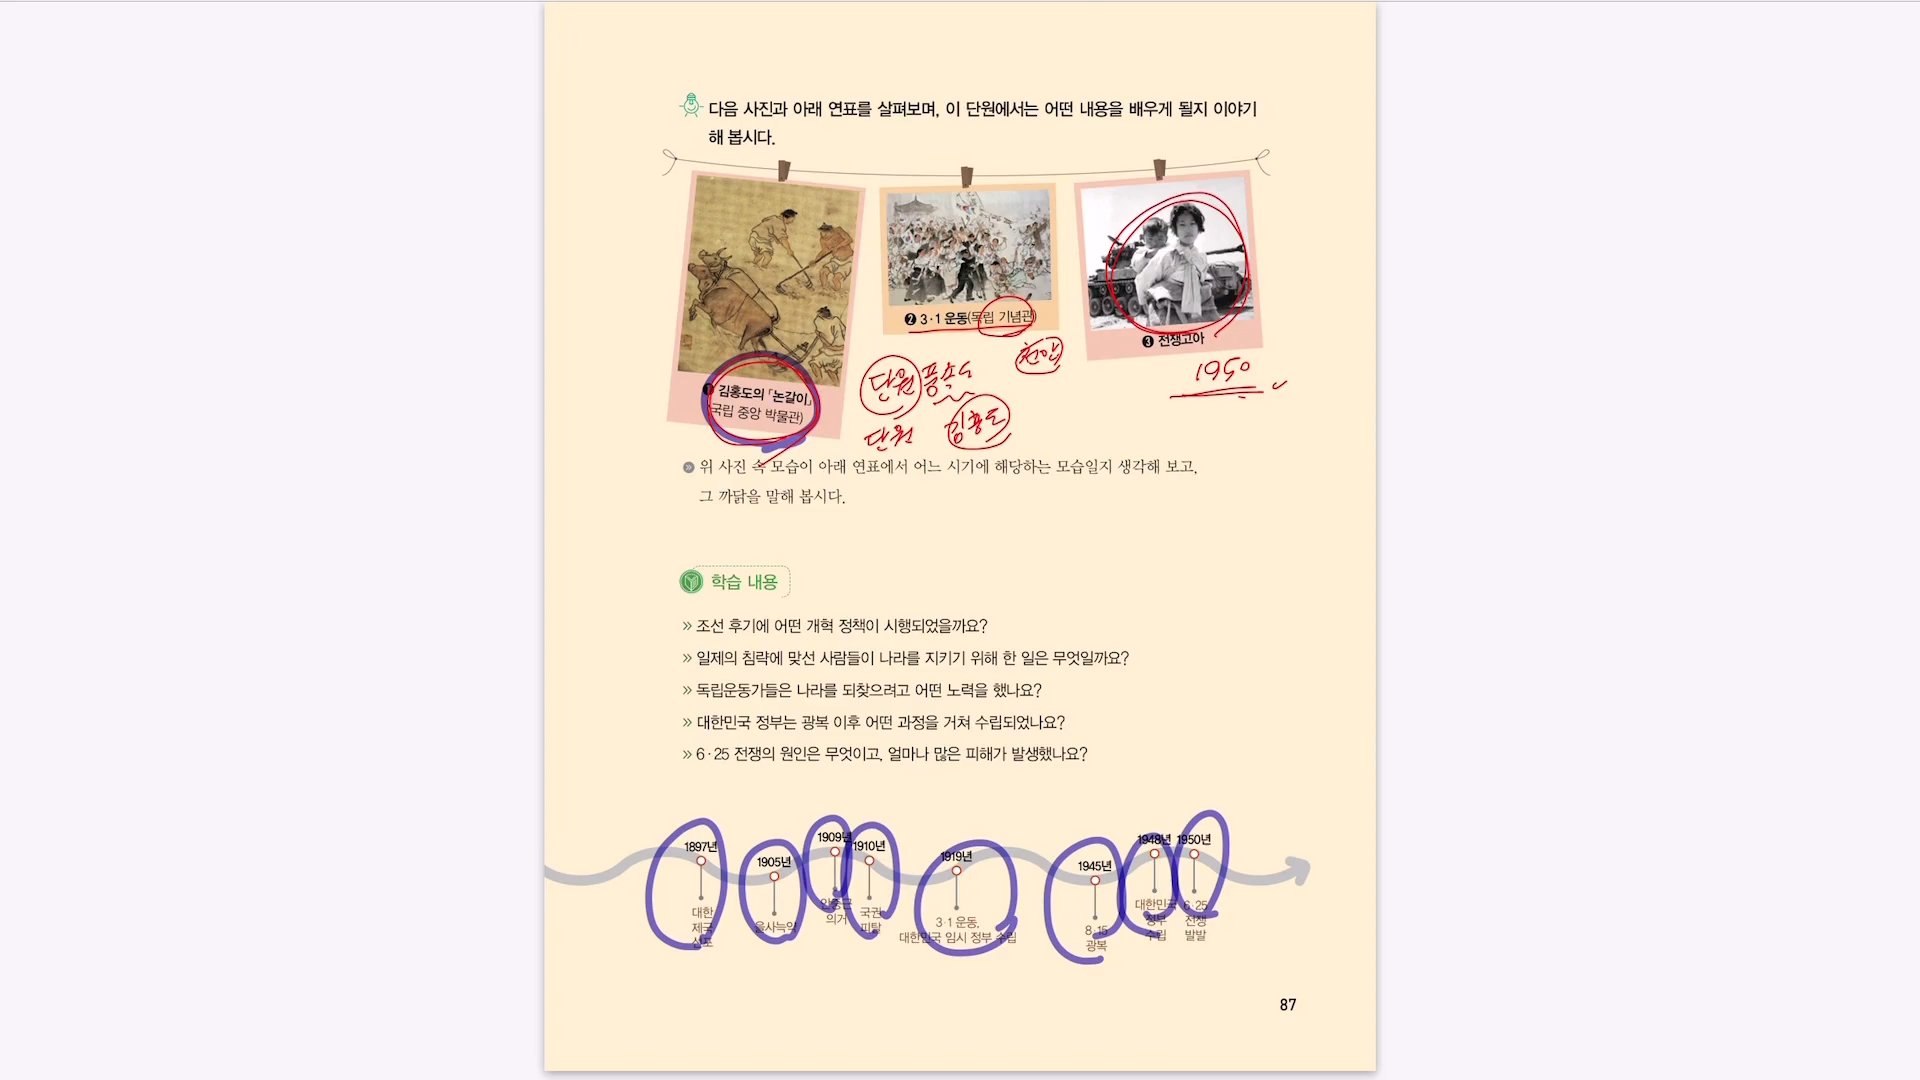 다음 사진과 아래 연표를 살펴보며, 이 단원에서는 어떤 내용을 배우게 될지 이야기
해 봅시다.
❶ 김홍도의 「논갈이」
(국립 중앙 박물관)
❷ 3·1 운동(독립 기념관)
❸ 전쟁고아
천안
1950
단원 풍속도
단원 김홍도
위 사진 속 모습이 아래 연표에서 어느 시기에 해당하는 모습일지 생각해 보고,
그 까닭을 말해 봅시다.
학습 내용
» 조선 후기에 어떤 개혁 정책이 시행되었을까요?
» 일제의 침략에 맞선 사람들이 나라를 지키기 위해 한 일은 무엇일까요?
» 독립운동가들은 나라를 되찾으려고 어떤 노력을 했나요?
» 대한민국 정부는 광복 이후 어떤 과정을 거쳐 수립되었나요?
» 6·25 전쟁의 원인은 무엇이고, 얼마나 많은 피해가 발생했나요?
1897년
대한
제국
선포
1905년
을사늑약
1909년
안중근
의거
1910년
국권
피탈
1919년
3·1 운동,
대한민국 임시 정부 수립
1945년
8·15
광복
1948년
대한민국
정부
수립
1950년
6·25
전쟁
발발
87